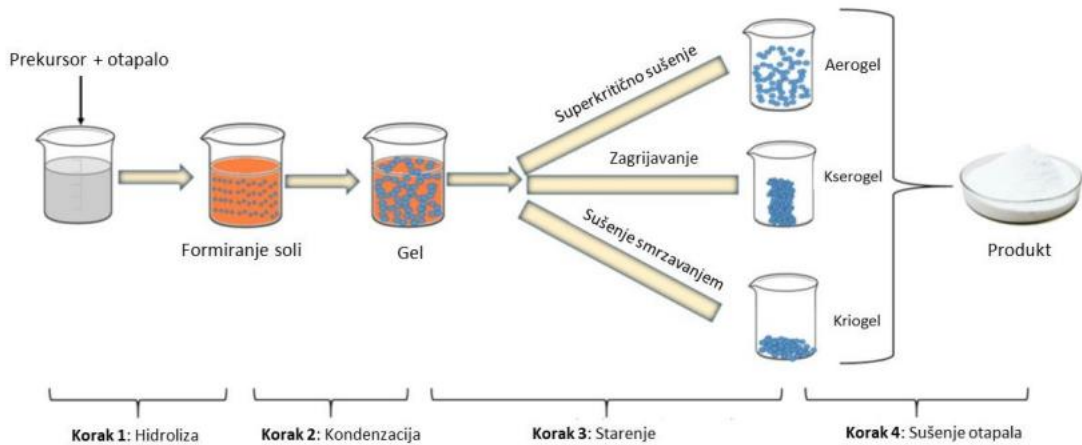 Prekursor + otapalo
Formiranje soli
Gel
Superkritično sušenje
Zagrijavanje
Sušenje smrzavanjem
Aerogel
Kserogel
Kriogel
Produkt
Korak 1: Hidroliza
Korak 2: Kondenzacija
Korak 3: Starenje
Korak 4: Sušenje otapala